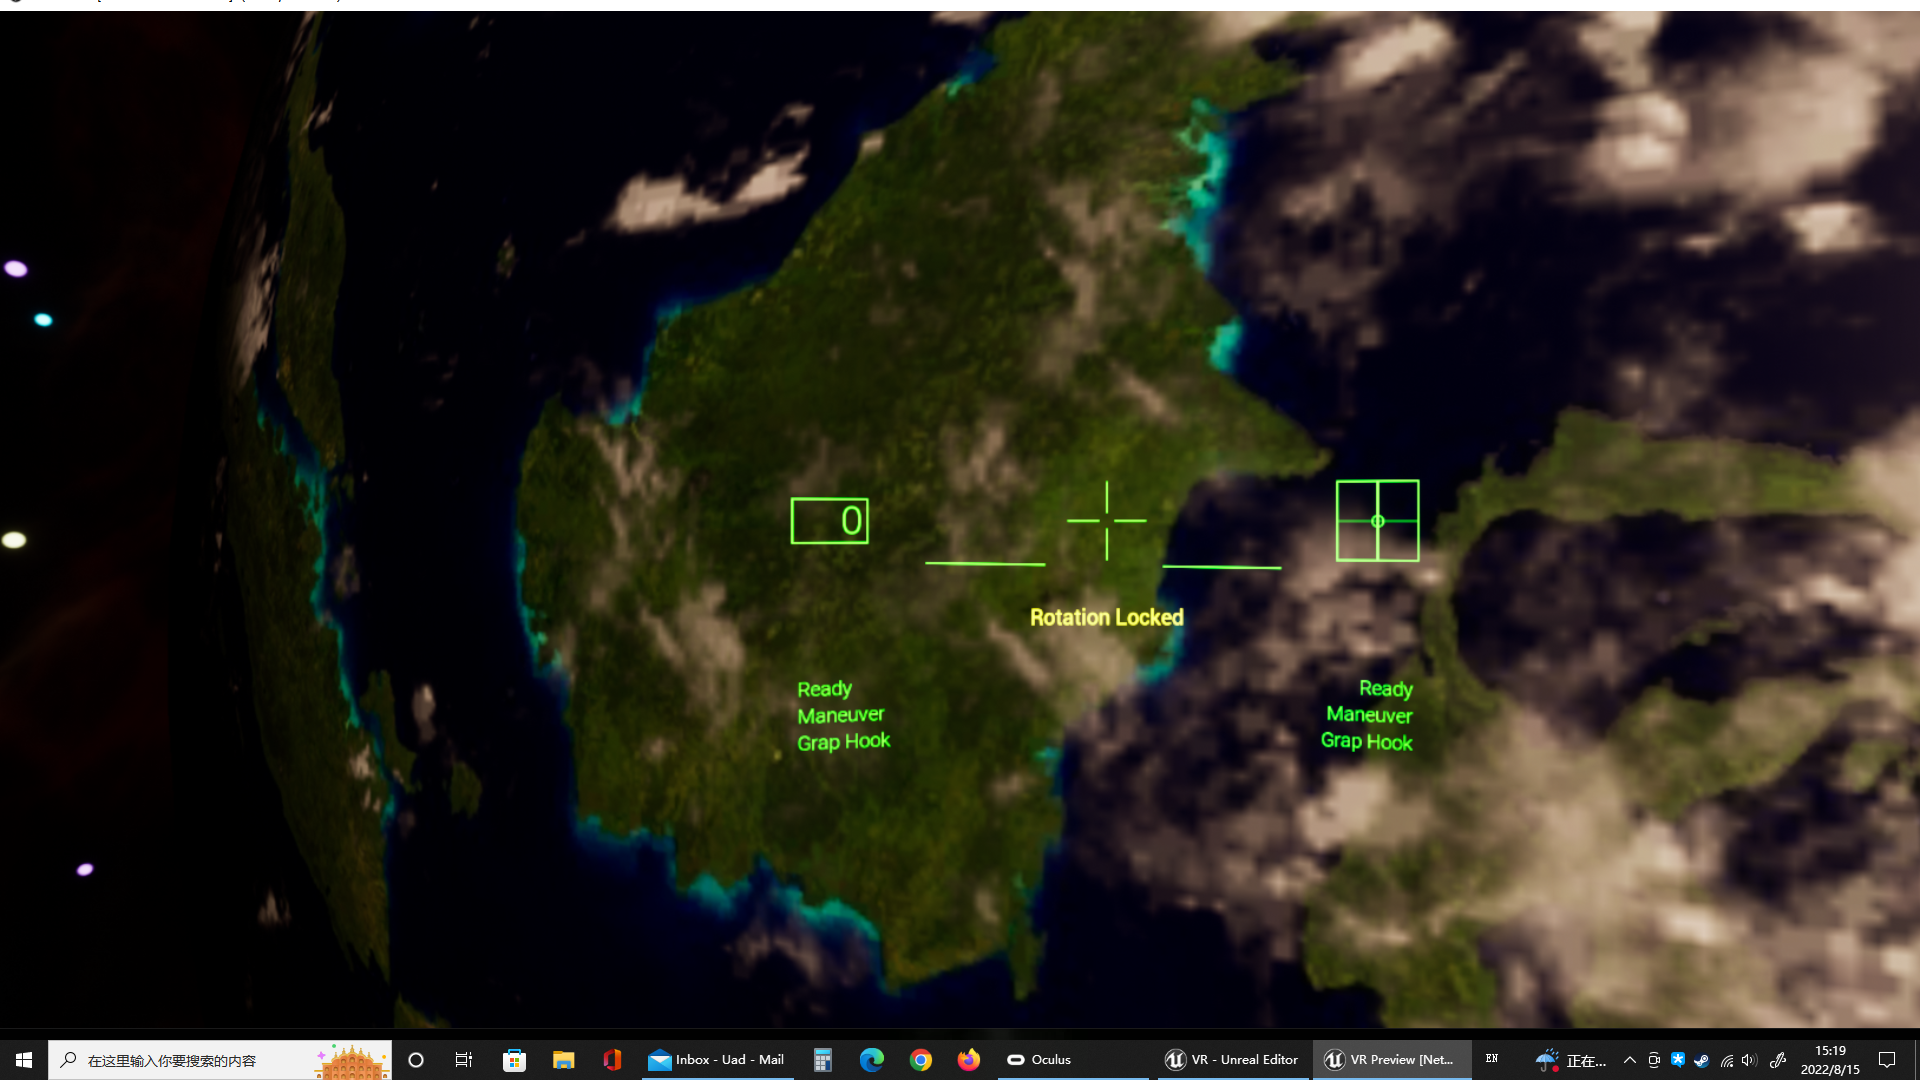 0
Rotation Locked
Ready
Maneuver
Grap Hook
Ready
Maneuver
Grap Hook
在这里输入你要搜索的内容
Inbox - Uad - Mail
Oculus
VR - Unreal Editor
VR Preview [Net...
EN
正在...
15:19
2022/8/15